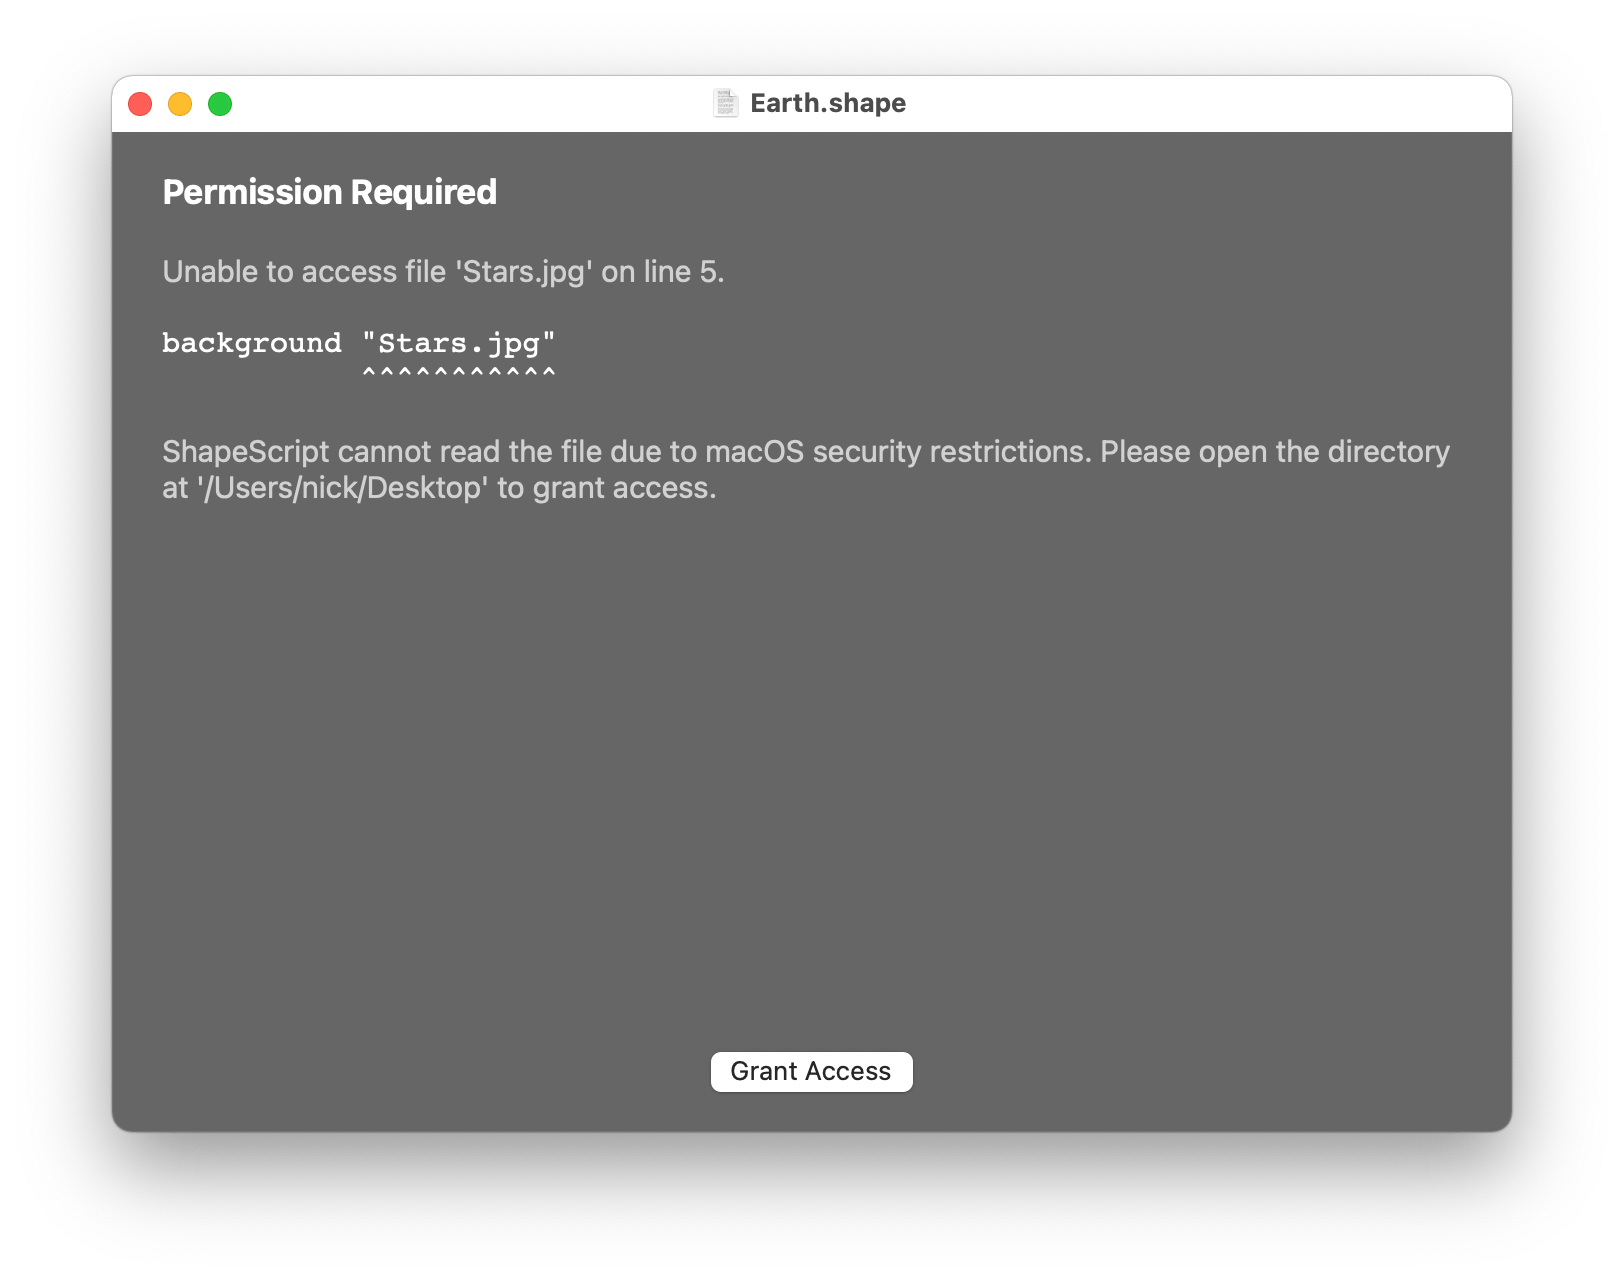 Earth.shape
Permission Required
Unable to access file 'Stars.jpg' on line 5.
background "Stars.jpg"
^^^^^^^^^^^
ShapeScript cannot read the file due to macOS security restrictions. Please open the directory
at '/Users/nick/Desktop' to grant access.
Grant Access